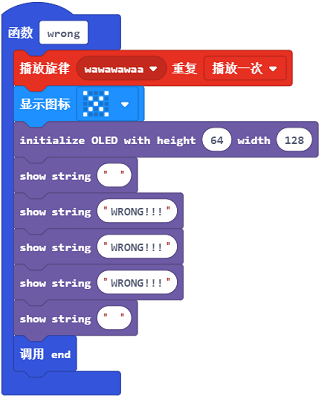 函数 wrong
播放旋律 wawawawaa 重复 播放一次
显示图标
initialize OLED with height 64 width 128
show string " "
show string "WRONG!!!"
show string "WRONG!!!"
show string "WRONG!!!"
show string " "
调用 end